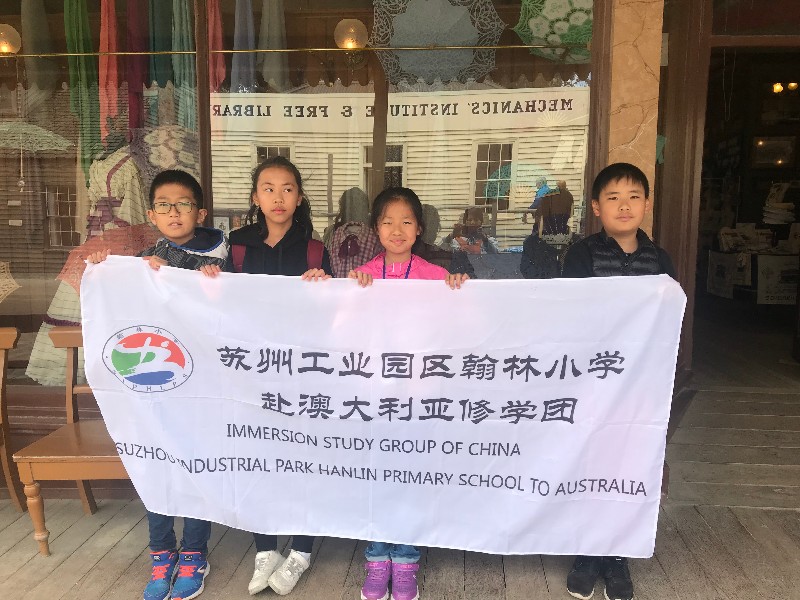 MECHANICS' INSTITUTE & FREE LIBRARY
苏州工业园区翰林小学
赴澳大利亚修学团
IMMERSION STUDY GROUP OF CHINA
SUZHOU INDUSTRIAL PARK HANLIN PRIMARY SCHOOL TO AUSTRALIA